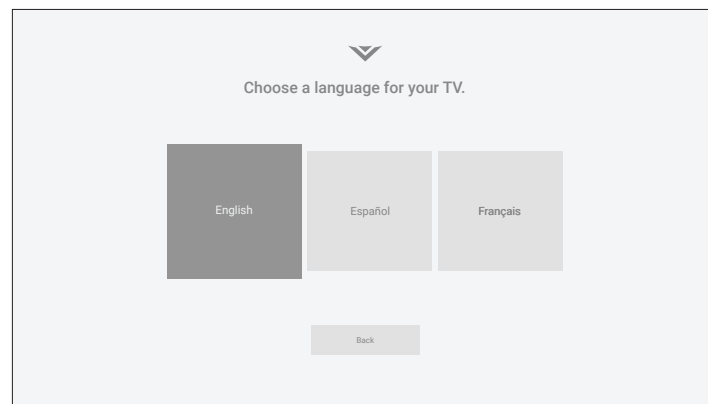 Choose a language for your TV.
English
Español
Français
Back